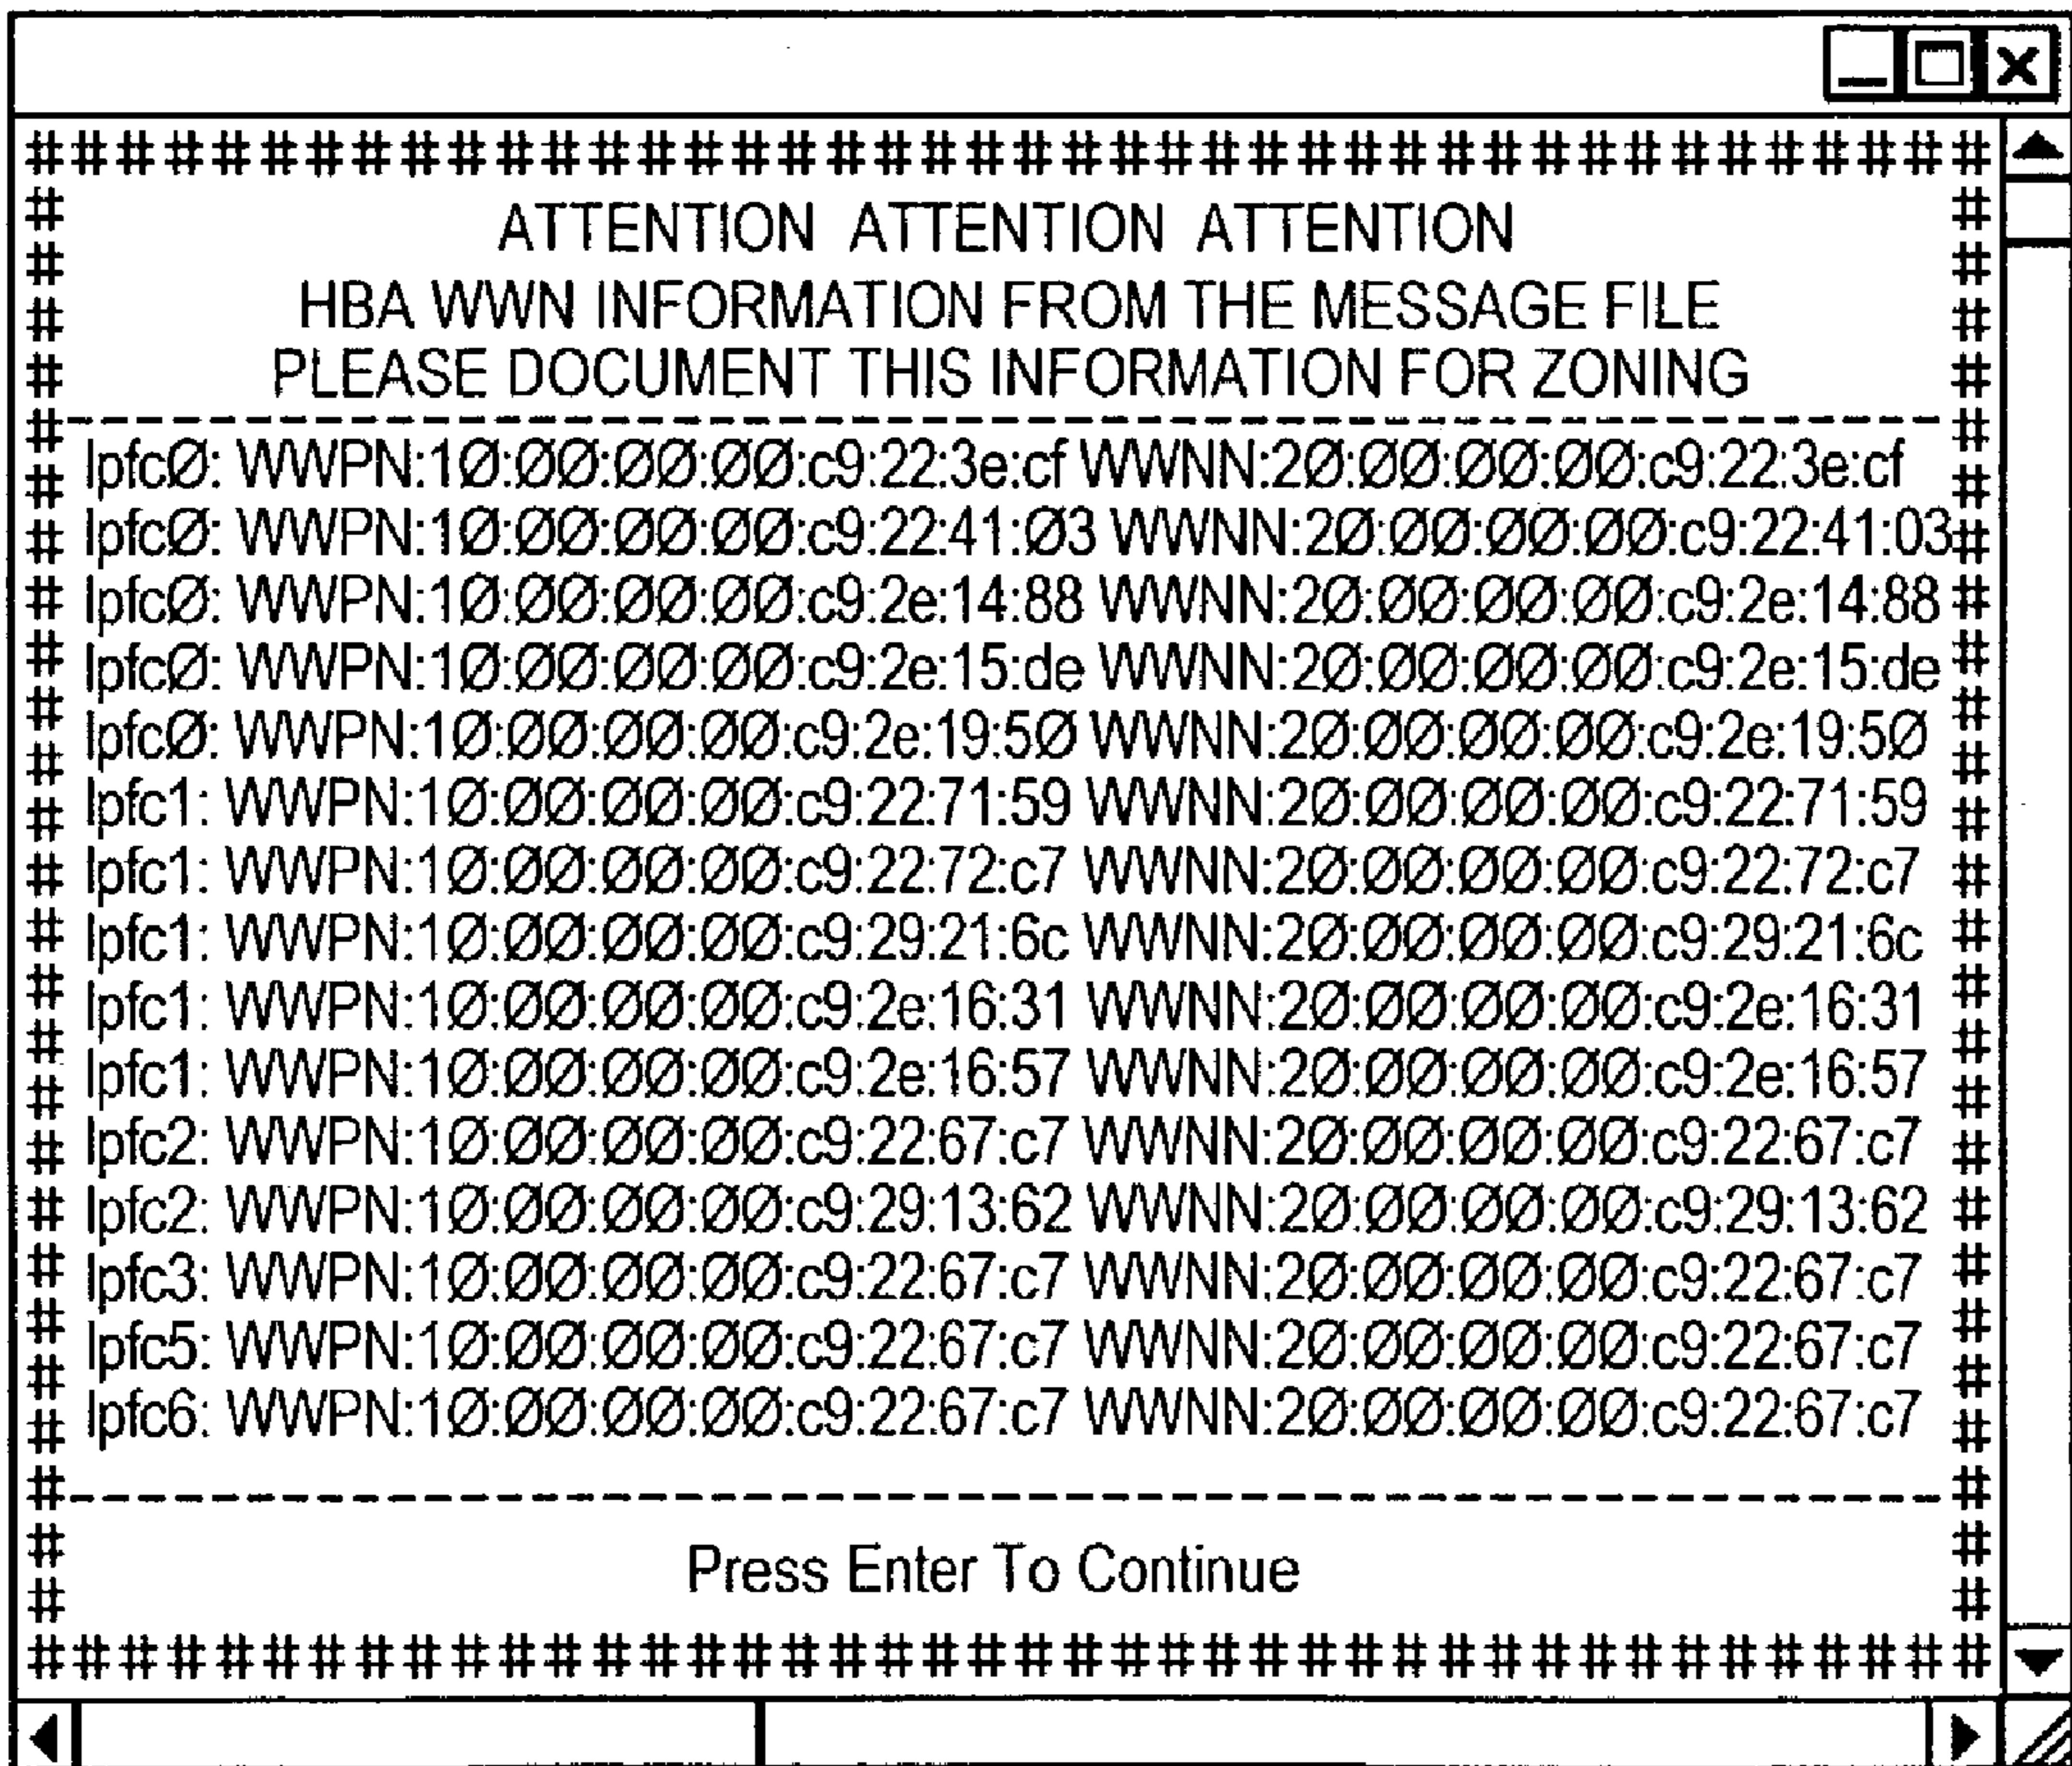 ##########################################
# ATTENTION ATTENTION ATTENTION #
# HBA WWN INFORMATION FROM THE MESSAGE FILE #
# PLEASE DOCUMENT THIS INFORMATION FOR ZONING #
#----------------------------------------#
# lpfcØ: WWPN:1Ø:ØØ:ØØ:ØØ:c9:22:3e:cf WWNN:2Ø:ØØ:ØØ:ØØ:c9:22:3e:cf #
# lpfcØ: WWPN:1Ø:ØØ:ØØ:ØØ:c9:22:41:Ø3 WWNN:2Ø:ØØ:ØØ:ØØ:c9:22:41:03 #
# lpfcØ: WWPN:1Ø:ØØ:ØØ:ØØ:c9:2e:14:88 WWNN:2Ø:ØØ:ØØ:ØØ:c9:2e:14:88 #
# lpfcØ: WWPN:1Ø:ØØ:ØØ:ØØ:c9:2e:15:de WWNN:2Ø:ØØ:ØØ:ØØ:c9:2e:15:de #
# lpfcØ: WWPN:1Ø:ØØ:ØØ:ØØ:c9:2e:19:5Ø WWNN:2Ø:ØØ:ØØ:ØØ:c9:2e:19:5Ø #
# lpfc1: WWPN:1Ø:ØØ:ØØ:ØØ:c9:22:71:59 WWNN:2Ø:ØØ:ØØ:ØØ:c9:22:71:59 #
# lpfc1: WWPN:1Ø:ØØ:ØØ:ØØ:c9:22:72:c7 WWNN:2Ø:ØØ:ØØ:ØØ:c9:22:72:c7 #
# lpfc1: WWPN:1Ø:ØØ:ØØ:ØØ:c9:29:21:6c WWNN:2Ø:ØØ:ØØ:ØØ:c9:29:21:6c #
# lpfc1: WWPN:1Ø:ØØ:ØØ:ØØ:c9:2e:16:31 WWNN:2Ø:ØØ:ØØ:ØØ:c9:2e:16:31 #
# lpfc1: WWPN:1Ø:ØØ:ØØ:ØØ:c9:2e:16:57 WWNN:2Ø:ØØ:ØØ:ØØ:c9:2e:16:57 #
# lpfc2: WWPN:1Ø:ØØ:ØØ:ØØ:c9:22:67:c7 WWNN:2Ø:ØØ:ØØ:ØØ:c9:22:67:c7 #
# lpfc2: WWPN:1Ø:ØØ:ØØ:ØØ:c9:29:13:62 WWNN:2Ø:ØØ:ØØ:ØØ:c9:29:13:62 #
# lpfc3: WWPN:1Ø:ØØ:ØØ:ØØ:c9:22:67:c7 WWNN:2Ø:ØØ:ØØ:ØØ:c9:22:67:c7 #
# lpfc5: WWPN:1Ø:ØØ:ØØ:ØØ:c9:22:67:c7 WWNN:2Ø:ØØ:ØØ:ØØ:c9:22:67:c7 #
# lpfc6: WWPN:1Ø:ØØ:ØØ:ØØ:c9:22:67:c7 WWNN:2Ø:ØØ:ØØ:ØØ:c9:22:67:c7 #
#----------------------------------------#
# Press Enter To Continue #
##########################################